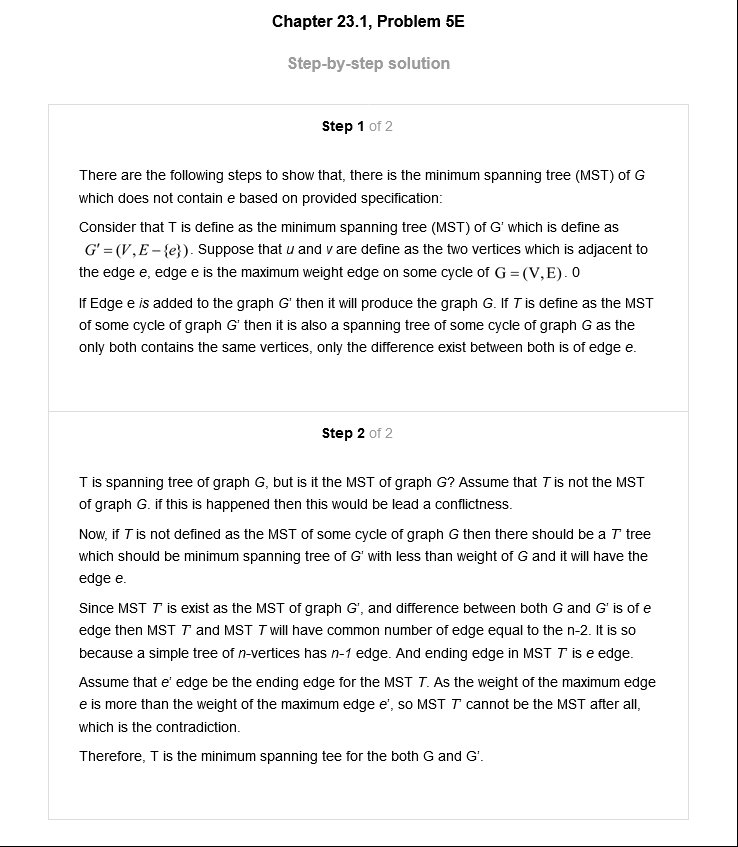 Chapter 23.1, Problem 5E
Step-by-step solution
Step 1 of 2
There are the following steps to show that, there is the minimum spanning tree (MST) of G
which does not contain e based on provided specification:
Consider that T is define as the minimum spanning tree (MST) of G' which is define as
G' = (V, E − {e}). Suppose that u and v are define as the two vertices which is adjacent to
the edge e, edge e is the maximum weight edge on some cycle of G = (V, E). 0
If Edge e is added to the graph G' then it will produce the graph G. If T is define as the MST
of some cycle of graph G' then it is also a spanning tree of some cycle of graph G as the
only both contains the same vertices, only the difference exist between both is of edge e.
Step 2 of 2
T is spanning tree of graph G, but is it the MST of graph G? Assume that T is not the MST
of graph G. if this is happened then this would be lead a conflictness.
Now, if T is not defined as the MST of some cycle of graph G then there should be a T' tree
which should be minimum spanning tree of G' with less than weight of G and it will have the
edge e.
Since MST T' is exist as the MST of graph G', and difference between both G and G' is of e
edge then MST T' and MST T will have common number of edge equal to the n-2. It is so
because a simple tree of n-vertices has n-1 edge. And ending edge in MST T' is e edge.
Assume that e' edge be the ending edge for the MST T. As the weight of the maximum edge
e is more than the weight of the maximum edge e', so MST T' cannot be the MST after all,
which is the contradiction.
Therefore, T is the minimum spanning tee for the both G and G'.